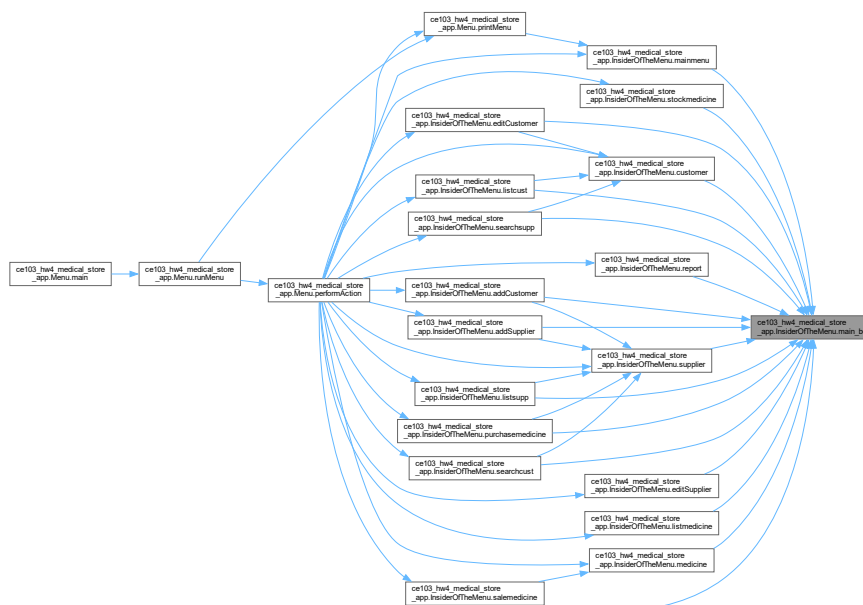 ce103_hw4_medical_store
_app.Menu.printMenu
ce103_hw4_medical_store
_app.InsiderOfTheMenu.mainmenu
ce103_hw4_medical_store
_app.InsiderOfTheMenu.stockmedicine
ce103_hw4_medical_store
_app.InsiderOfTheMenu.editCustomer
ce103_hw4_medical_store
_app.InsiderOfTheMenu.customer
ce103_hw4_medical_store
_app.InsiderOfTheMenu.listcust
ce103_hw4_medical_store
_app.InsiderOfTheMenu.searchsupp
ce103_hw4_medical_store
_app.InsiderOfTheMenu.report
ce103_hw4_medical_store
_app.Menu.main
ce103_hw4_medical_store
_app.Menu.runMenu
ce103_hw4_medical_store
_app.Menu.performAction
ce103_hw4_medical_store
_app.InsiderOfTheMenu.addCustomer
ce103_hw4_medical_store
_app.InsiderOfTheMenu.addSupplier
ce103_hw4_medical_store
_app.InsiderOfTheMenu.main_b
ce103_hw4_medical_store
_app.InsiderOfTheMenu.supplier
ce103_hw4_medical_store
_app.InsiderOfTheMenu.listsupp
ce103_hw4_medical_store
_app.InsiderOfTheMenu.purchasemedicine
ce103_hw4_medical_store
_app.InsiderOfTheMenu.searchcust
ce103_hw4_medical_store
_app.InsiderOfTheMenu.editSupplier
ce103_hw4_medical_store
_app.InsiderOfTheMenu.listmedicine
ce103_hw4_medical_store
_app.InsiderOfTheMenu.medicine
ce103_hw4_medical_store
_app.InsiderOfTheMenu.salemedicine